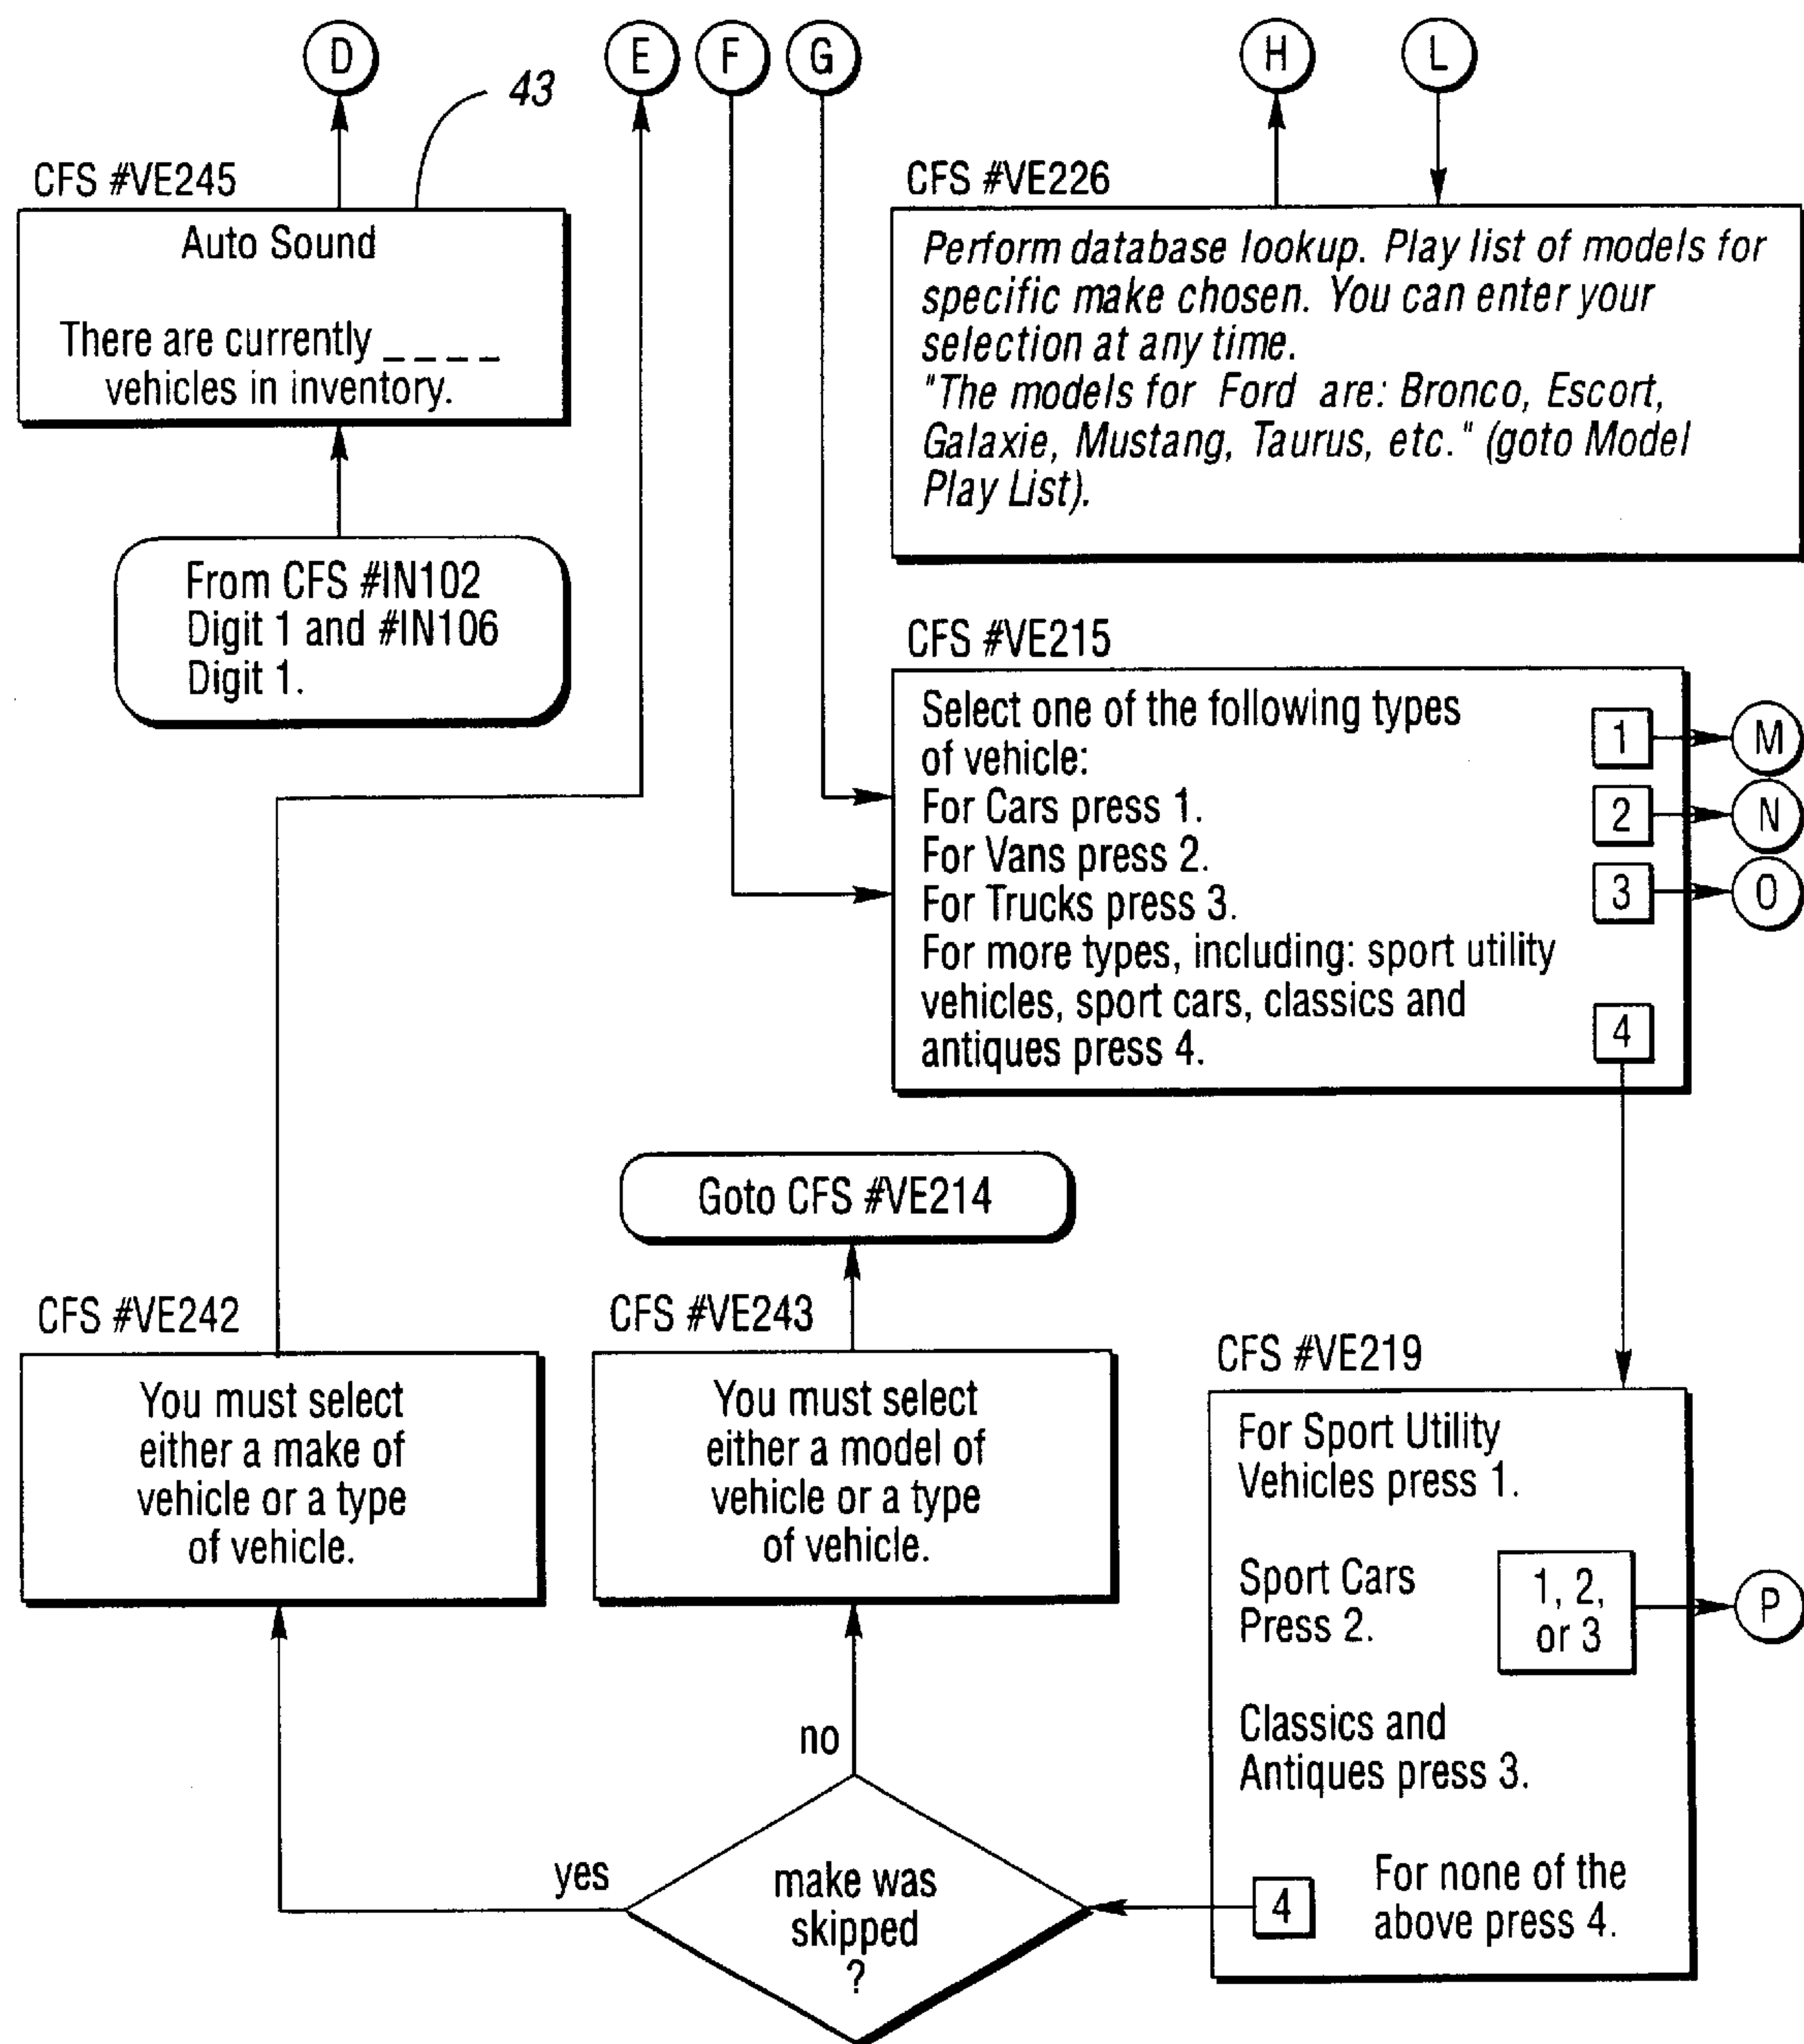 D
E
F
G
H
L
43
CFS #VE245
Auto Sound
There are currently _ _ _ _
vehicles in inventory.
From CFS #IN102
Digit 1 and #IN106
Digit 1.
CFS #VE226
Perform database lookup. Play list of models for
specific make chosen. You can enter your
selection at any time.
"The models for Ford are: Bronco, Escort,
Galaxie, Mustang, Taurus, etc." (goto Model
Play List).
CFS #VE215
Select one of the following types
of vehicle:
For Cars press 1.
For Vans press 2.
For Trucks press 3.
For more types, including: sport utility
vehicles, sport cars, classics and
antiques press 4.
1
M
2
N
3
O
4
Goto CFS #VE214
CFS #VE242
You must select
either a make of
vehicle or a type
of vehicle.
CFS #VE243
You must select
either a model of
vehicle or a type
of vehicle.
CFS #VE219
For Sport Utility
Vehicles press 1.
Sport Cars
Press 2.
1, 2,
or 3
P
Classics and
Antiques press 3.
4
For none of the
above press 4.
no
yes
make was
skipped
?